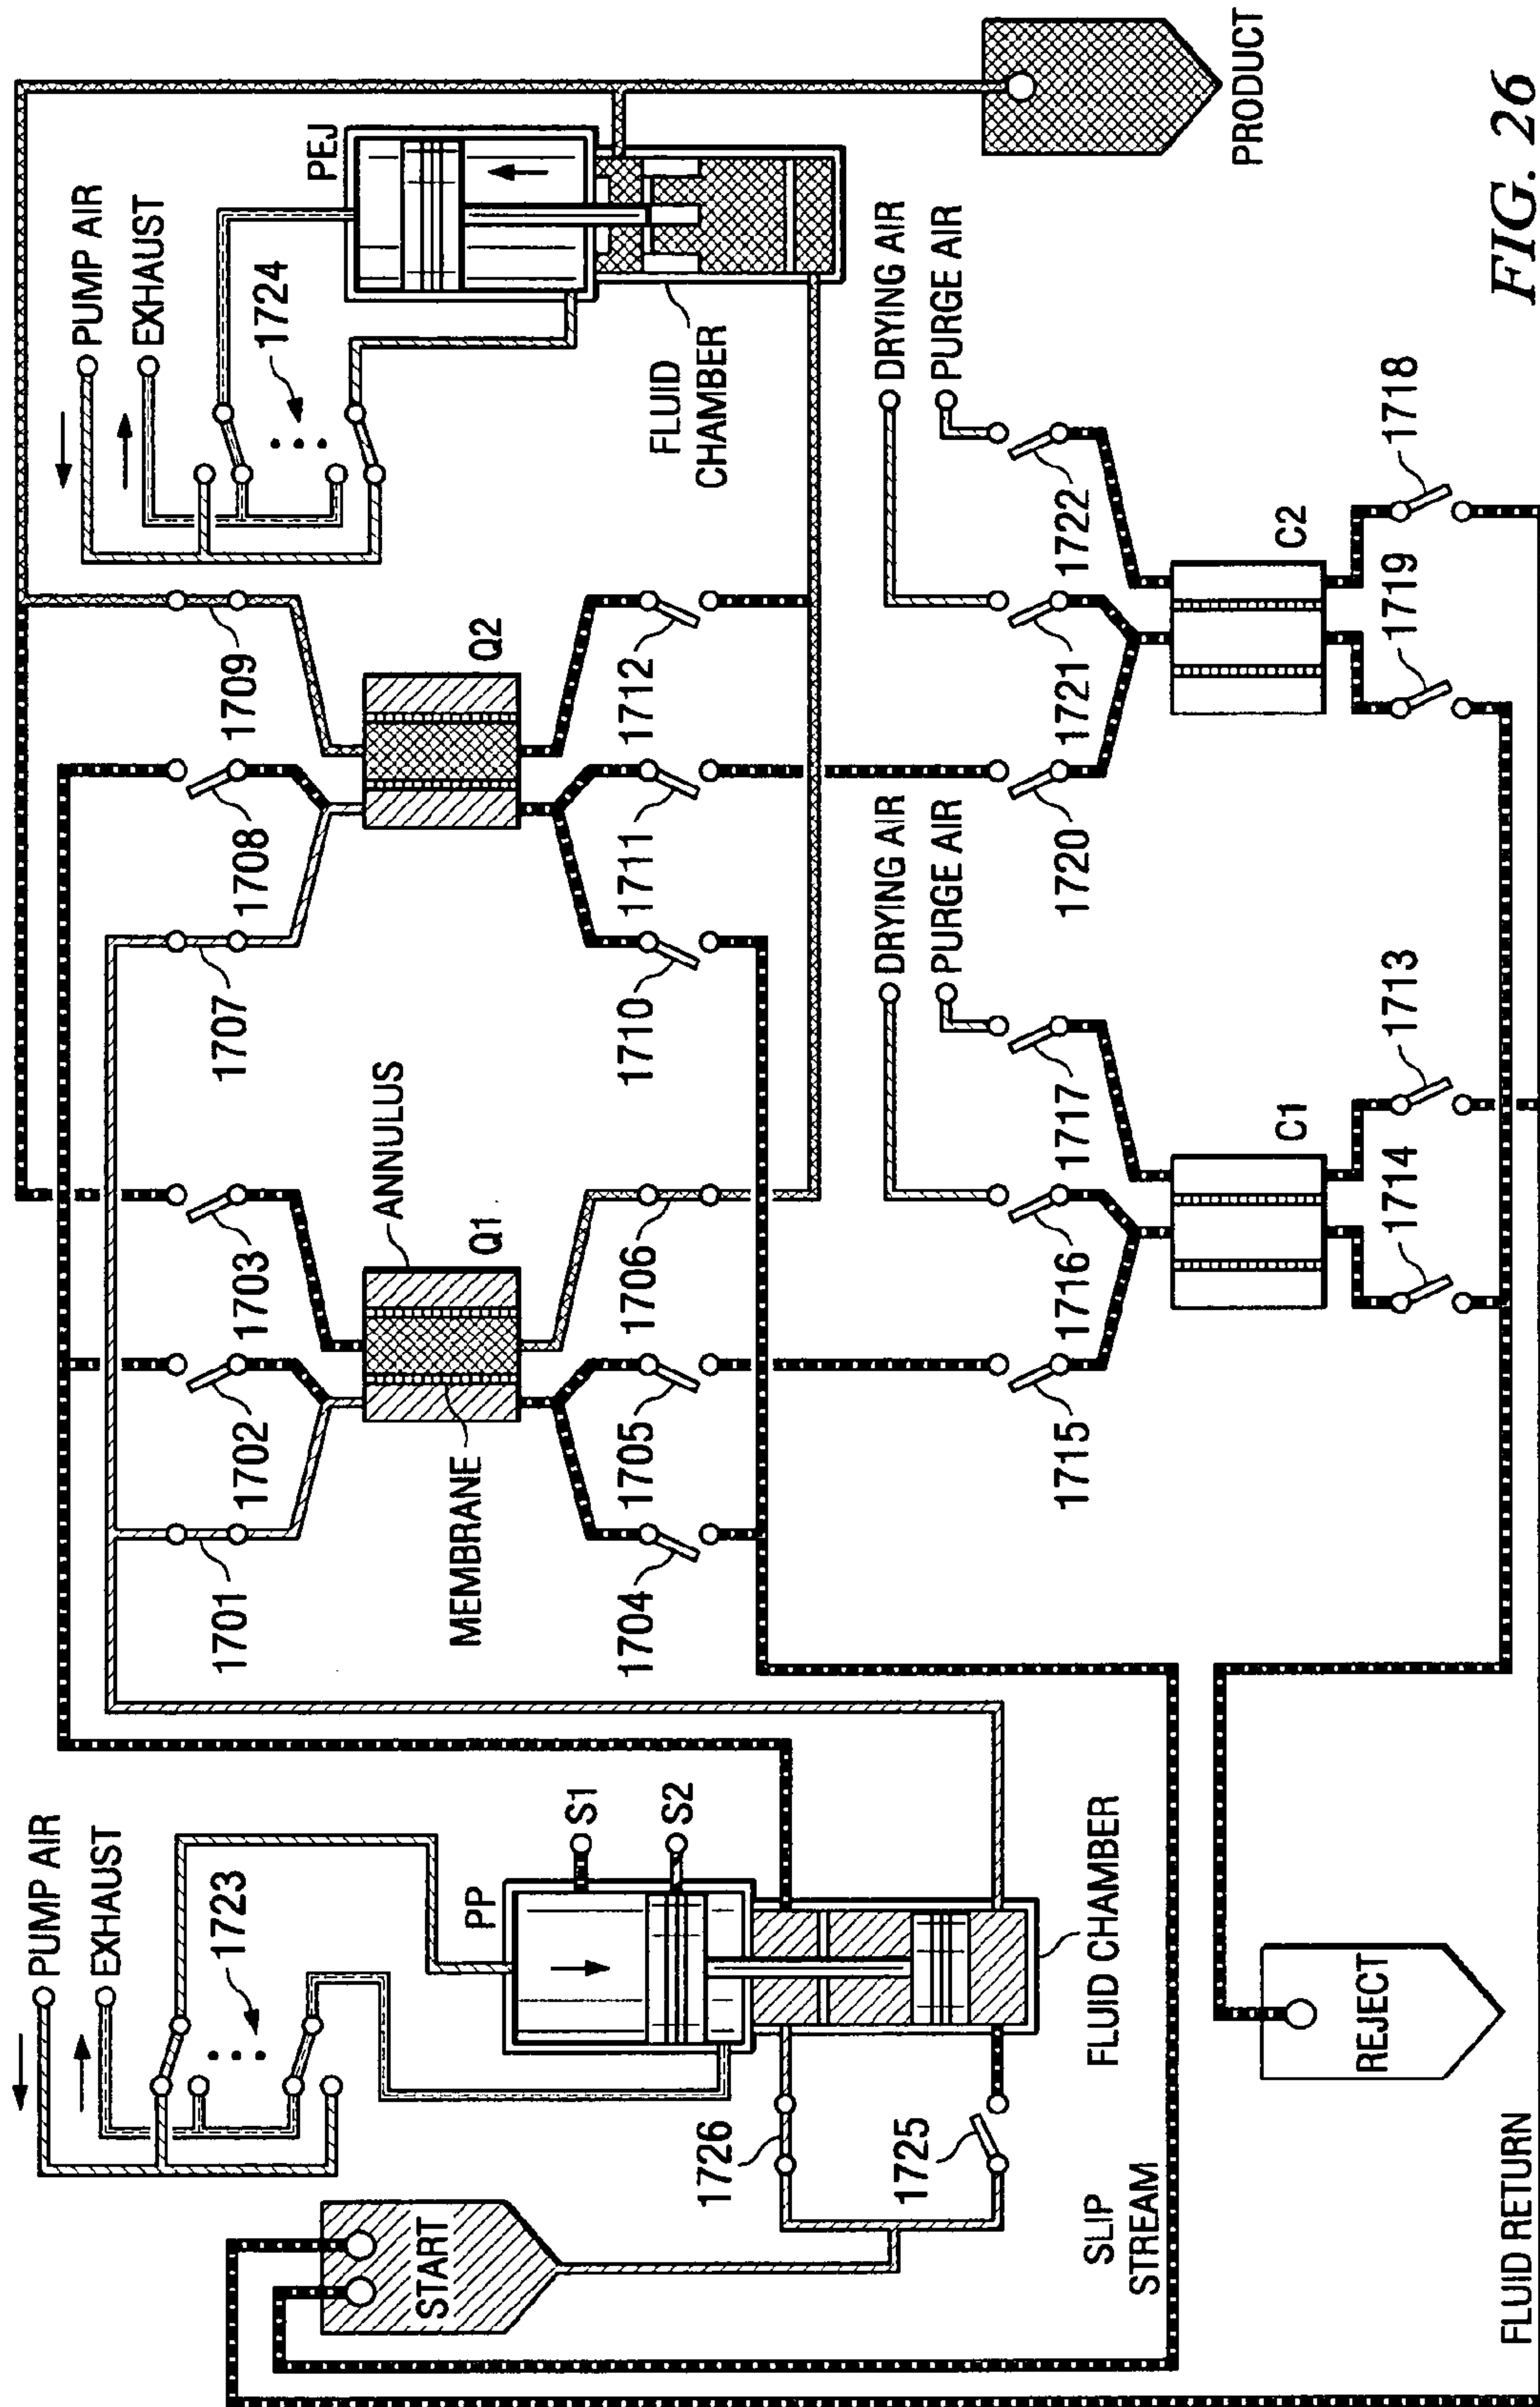 PUMP AIR
EXHAUST
1723
START
PP
S1
S2
1726
1725
FLUID CHAMBER
SLIP
STREAM
FLUID RETURN
REJECT
1701
1702
1703
ANNULUS
MEMBRANE
Q1
1704
1705
1706
1707
1708
1709
Q2
1710
1711
1712
PUMP AIR
EXHAUST
1724
PEJ
FLUID
CHAMBER
PRODUCT
DRYING AIR
PURGE AIR
1715
1716
1717
C1
1714
1713
DRYING AIR
PURGE AIR
1720
1721
1722
C2
1719
1718
FIG. 26